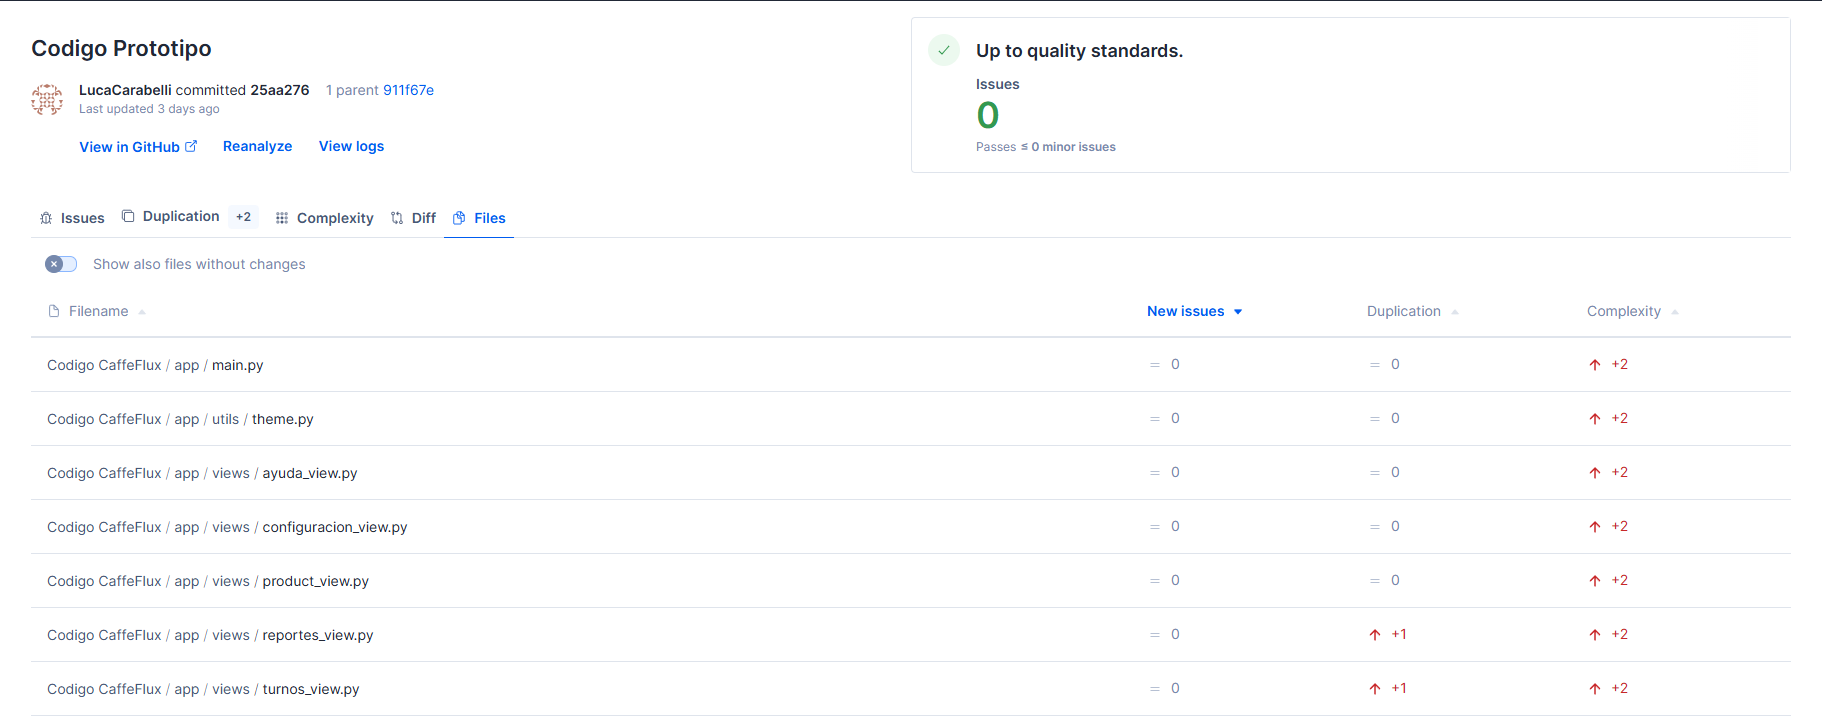 Codigo Prototipo
LucaCarabelli committed 25aa276 1 parent 911f67e
Last updated 3 days ago
View in GitHub Reanalyze View logs
Up to quality standards.
Issues
0
Passes ≤ 0 minor issues
Issues Duplication +2 Complexity Diff Files
Show also files without changes
Filename New issues Duplication Complexity
Codigo CaffeFlux / app / main.py = 0 = 0 ↑ +2
Codigo CaffeFlux / app / utils / theme.py = 0 = 0 ↑ +2
Codigo CaffeFlux / app / views / ayuda_view.py = 0 = 0 ↑ +2
Codigo CaffeFlux / app / views / configuracion_view.py = 0 = 0 ↑ +2
Codigo CaffeFlux / app / views / product_view.py = 0 = 0 ↑ +2
Codigo CaffeFlux / app / views / reportes_view.py = 0 ↑ +1 ↑ +2
Codigo CaffeFlux / app / views / turnos_view.py = 0 ↑ +1 ↑ +2